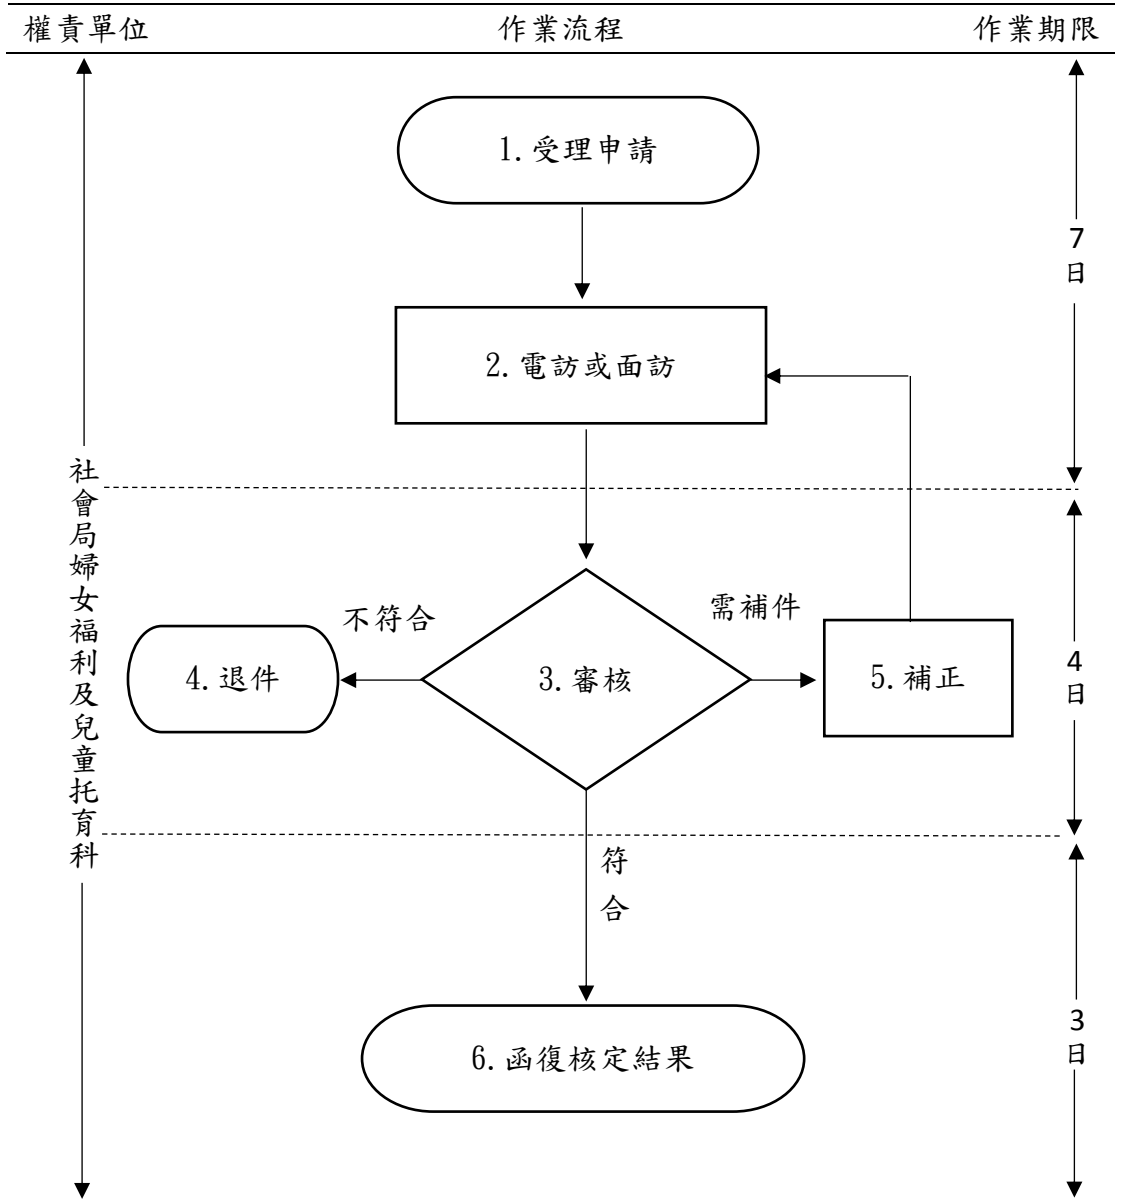 權責單位
作業流程
作業期限
1.受理申請
7
日
2.電訪或面訪
社會局婦女福利及兒童托育科
不符合
需補件
4.退件
3.審核
5.補正
4
日
符
合
6.函復核定結果
3
日